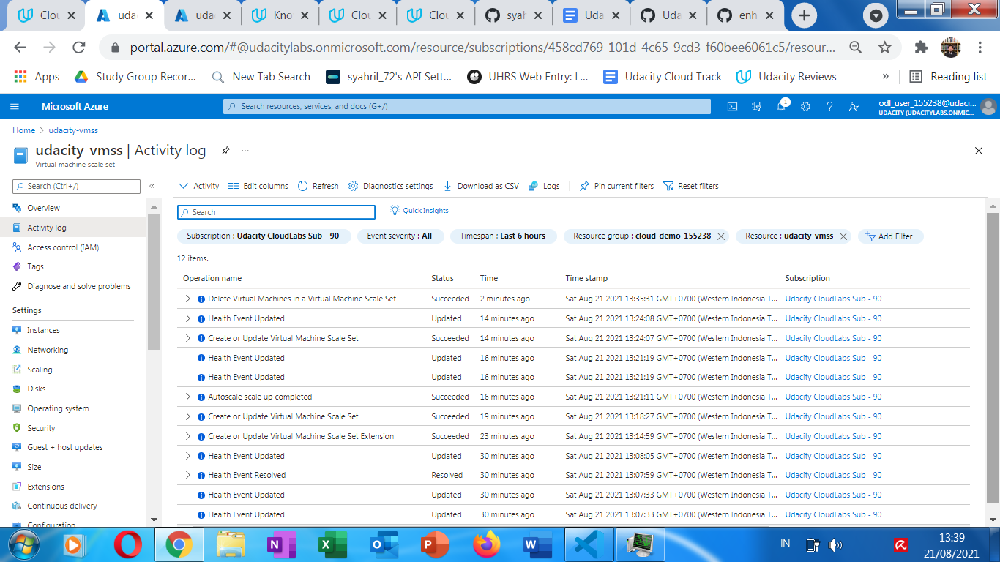 Clou
uda
uda
Kno
Clou
Clou
syah
Uda
Uda
enh
portal.azure.com/#@udacitylabs.onmicrosoft.com/resource/subscriptions/458cd769-101d-4c65-9cd3-f60bee6061c5/resour...
Apps
Study Group Recor...
New Tab Search
syahril_72's API Sett...
UHRS Web Entry: L...
Udacity Cloud Track
Udacity Reviews
»
Reading list
Microsoft Azure
Search resources, services, and docs (G+/)
1
odl_user_155238@udaci...
UDACITY (UDACITYLABS.ONMIC...
Home > udacity-vmss
udacity-vmss | Activity log
Virtual machine scale set
Search (Ctrl+/)
Overview
Activity log
Access control (IAM)
Tags
Diagnose and solve problems
Settings
Instances
Networking
Scaling
Disks
Operating system
Security
Guest + host updates
Size
Extensions
Continuous delivery
Configuration
Activity
Edit columns
Refresh
Diagnostics settings
Download as CSV
Logs
Pin current filters
Reset filters
Search
Quick Insights
Subscription : Udacity CloudLabs Sub - 90
Event severity : All
Timespan : Last 6 hours
Resource group : cloud-demo-155238
Resource : udacity-vmss
Add Filter
12 items.
Operation name Status Time Time stamp Subscription
Delete Virtual Machines in a Virtual Machine Scale Set Succeeded 2 minutes ago Sat Aug 21 2021 13:35:31 GMT+0700 (Western Indonesia T... Udacity CloudLabs Sub - 90
Health Event Updated Updated 14 minutes ago Sat Aug 21 2021 13:24:08 GMT+0700 (Western Indonesia T... Udacity CloudLabs Sub - 90
Create or Update Virtual Machine Scale Set Succeeded 14 minutes ago Sat Aug 21 2021 13:24:07 GMT+0700 (Western Indonesia T... Udacity CloudLabs Sub - 90
Health Event Updated Updated 16 minutes ago Sat Aug 21 2021 13:21:19 GMT+0700 (Western Indonesia T... Udacity CloudLabs Sub - 90
Health Event Updated Updated 16 minutes ago Sat Aug 21 2021 13:21:19 GMT+0700 (Western Indonesia T... Udacity CloudLabs Sub - 90
Autoscale scale up completed Succeeded 16 minutes ago Sat Aug 21 2021 13:21:11 GMT+0700 (Western Indonesia T... Udacity CloudLabs Sub - 90
Create or Update Virtual Machine Scale Set Succeeded 19 minutes ago Sat Aug 21 2021 13:18:27 GMT+0700 (Western Indonesia T... Udacity CloudLabs Sub - 90
Create or Update Virtual Machine Scale Set Extension Succeeded 23 minutes ago Sat Aug 21 2021 13:14:59 GMT+0700 (Western Indonesia T... Udacity CloudLabs Sub - 90
Health Event Updated Updated 30 minutes ago Sat Aug 21 2021 13:08:05 GMT+0700 (Western Indonesia T... Udacity CloudLabs Sub - 90
Health Event Resolved Resolved 30 minutes ago Sat Aug 21 2021 13:07:59 GMT+0700 (Western Indonesia T... Udacity CloudLabs Sub - 90
Health Event Updated Updated 30 minutes ago Sat Aug 21 2021 13:07:33 GMT+0700 (Western Indonesia T... Udacity CloudLabs Sub - 90
Health Event Updated Updated 30 minutes ago Sat Aug 21 2021 13:07:33 GMT+0700 (Western Indonesia T... Udacity CloudLabs Sub - 90
IN
13:39
21/08/2021